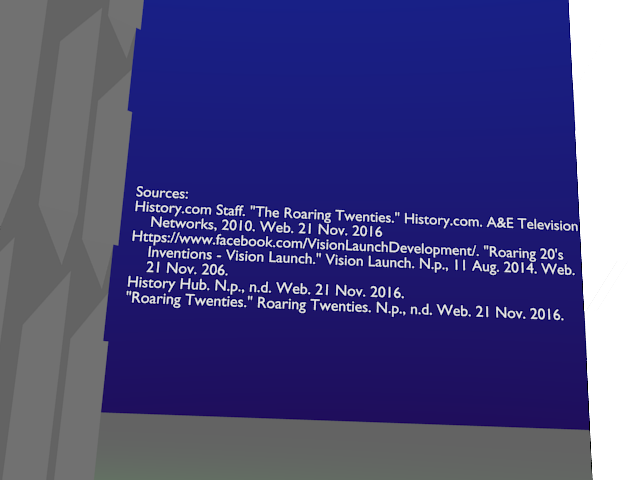 Sources:
History.com Staff. "The Roaring Twenties." History.com. A&E Television
Networks, 2010. Web. 21 Nov. 2016
Https://www.facebook.com/VisionLaunchDevelopment/. "Roaring 20's
Inventions - Vision Launch." Vision Launch. N.p., 11 Aug. 2014. Web.
21 Nov. 206.
History Hub. N.p., n.d. Web. 21 Nov. 2016.
"Roaring Twenties." Roaring Twenties. N.p., n.d. Web. 21 Nov. 2016.